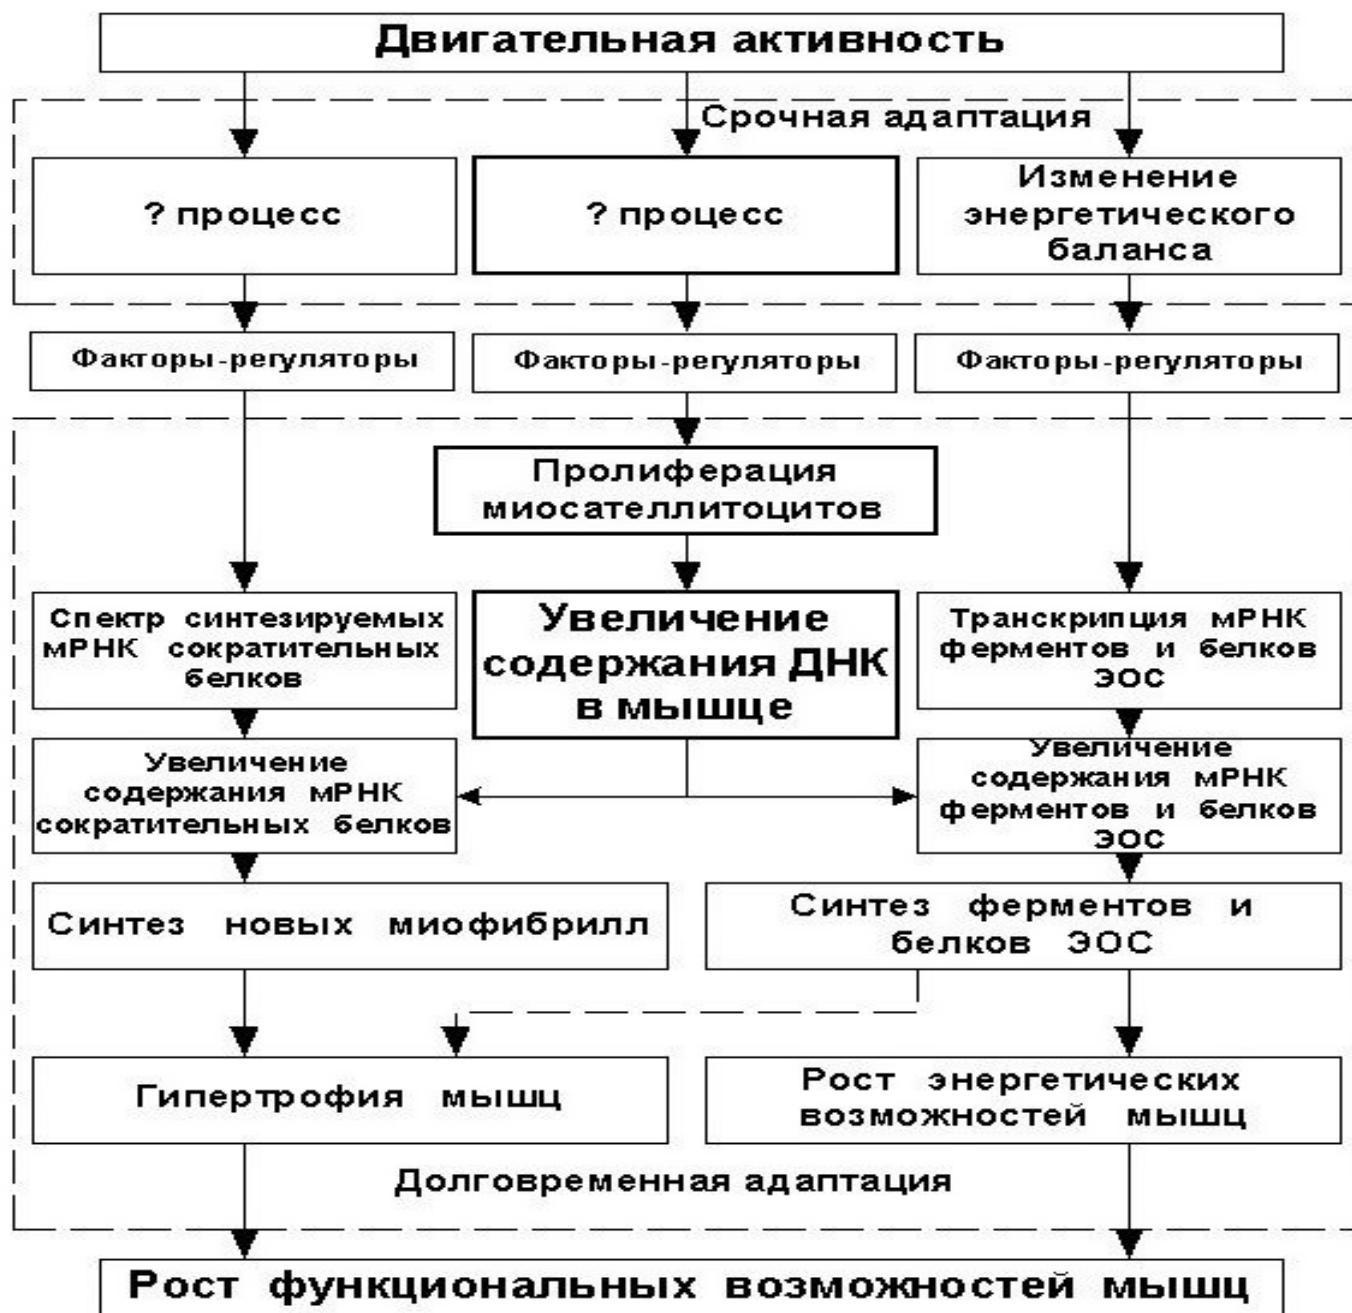 Двигательная активность
Срочная адаптация
? процесс
? процесс
Изменение
энергетического
баланса
Факторы-регуляторы
Факторы-регуляторы
Факторы-регуляторы
Пролиферация
миосателлитоцитов
Спектр синтезируемых
мРНК сократительных
белков
Увеличение
содержания ДНК
в мышце
Транскрипция мРНК
ферментов и белков
ЭОС
Увеличение
содержания мРНК
сократительных белков
Увеличение
содержания мРНК
ферментов и белков
ЭОС
Синтез новых миофибрилл
Синтез ферментов и
белков ЭОС
Гипертрофия мышц
Рост энергетических
возможностей мышц
Долговременная адаптация
Рост функциональных возможностей мышц